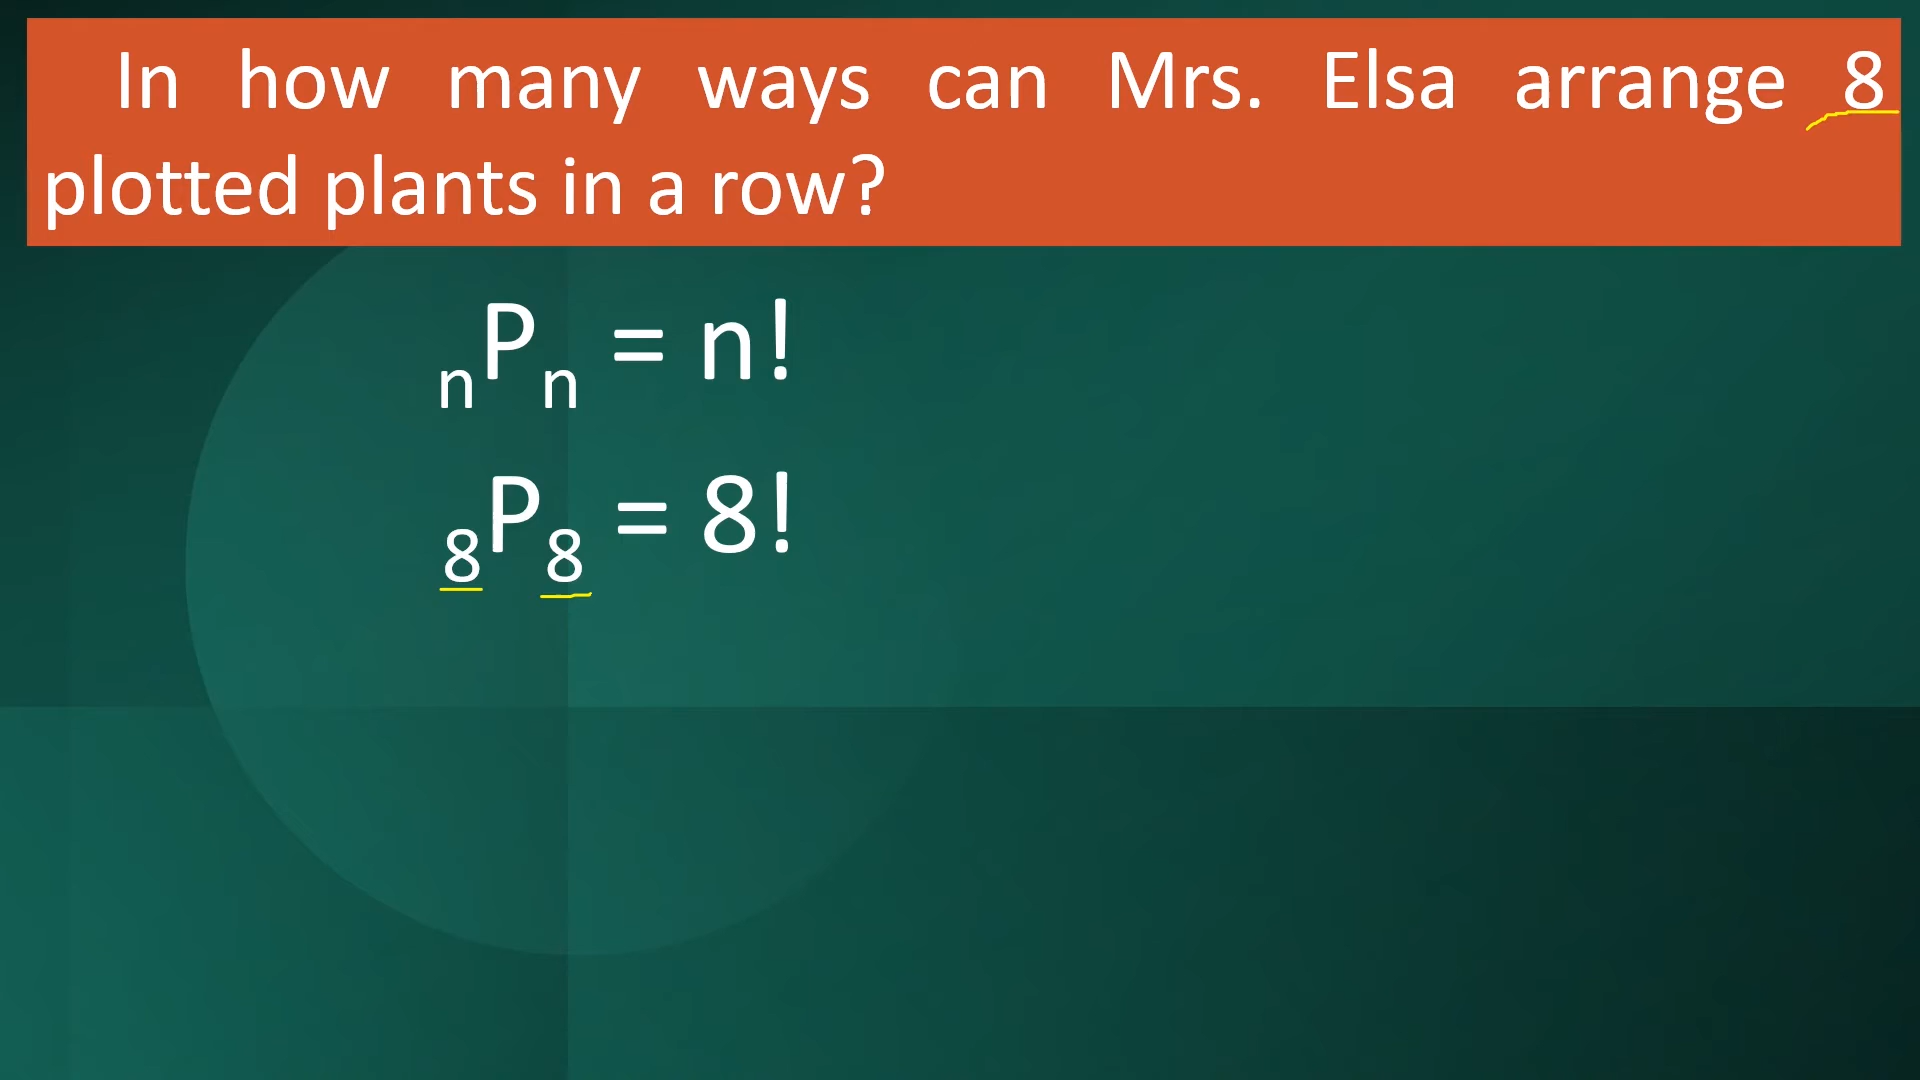 In how many ways can Mrs. Elsa arrange 8
plotted plants in a row?
nPn = n!
8P8 = 8!